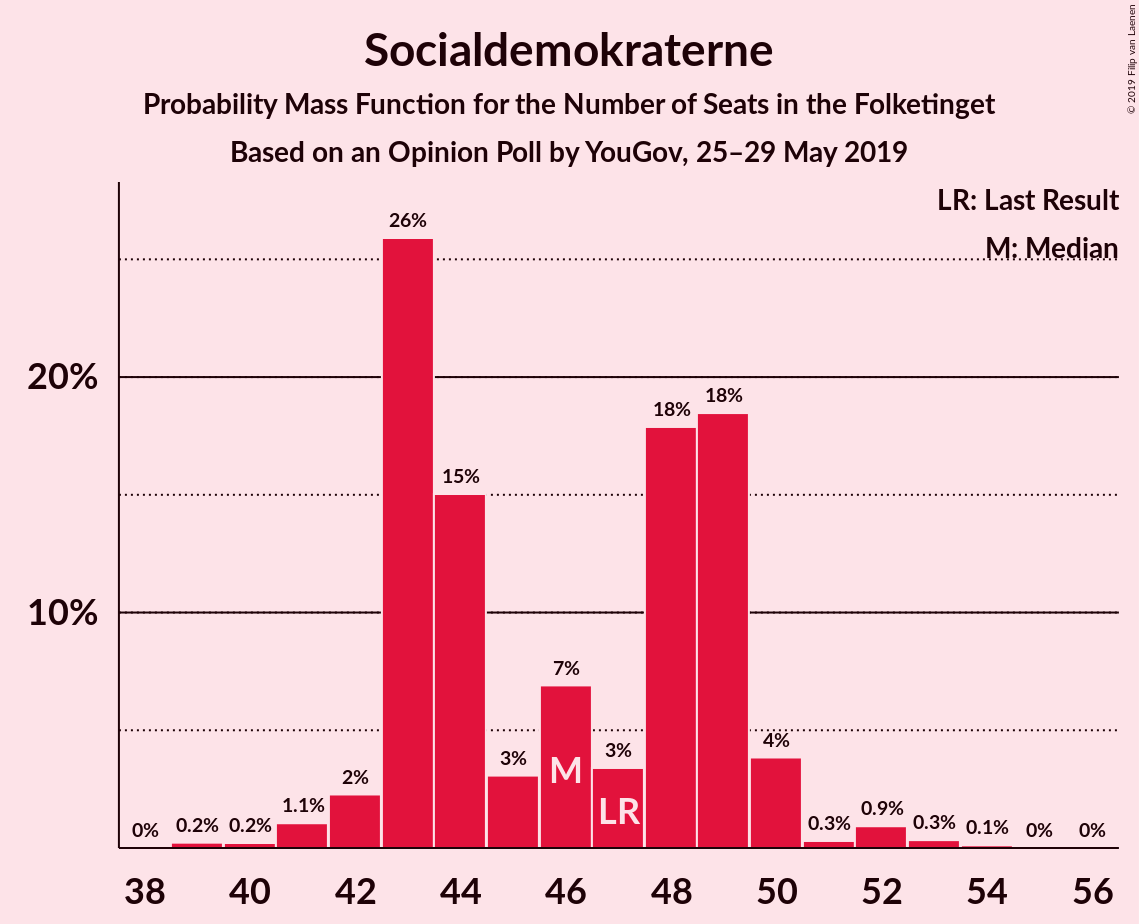 Socialdemokraterne
Probability Mass Function for the Number of Seats in the Folketinget
Based on an Opinion Poll by YouGov, 25–29 May 2019
© 2019 Filip van Laenen
LR: Last Result
M: Median
20%
10%
0%
0.2%
0.2%
1.1%
2%
26%
15%
3%
7%
3%
18%
18%
4%
0.3%
0.9%
0.3%
0.1%
0%
0%
M
LR
38 40 42 44 46 48 50 52 54 56